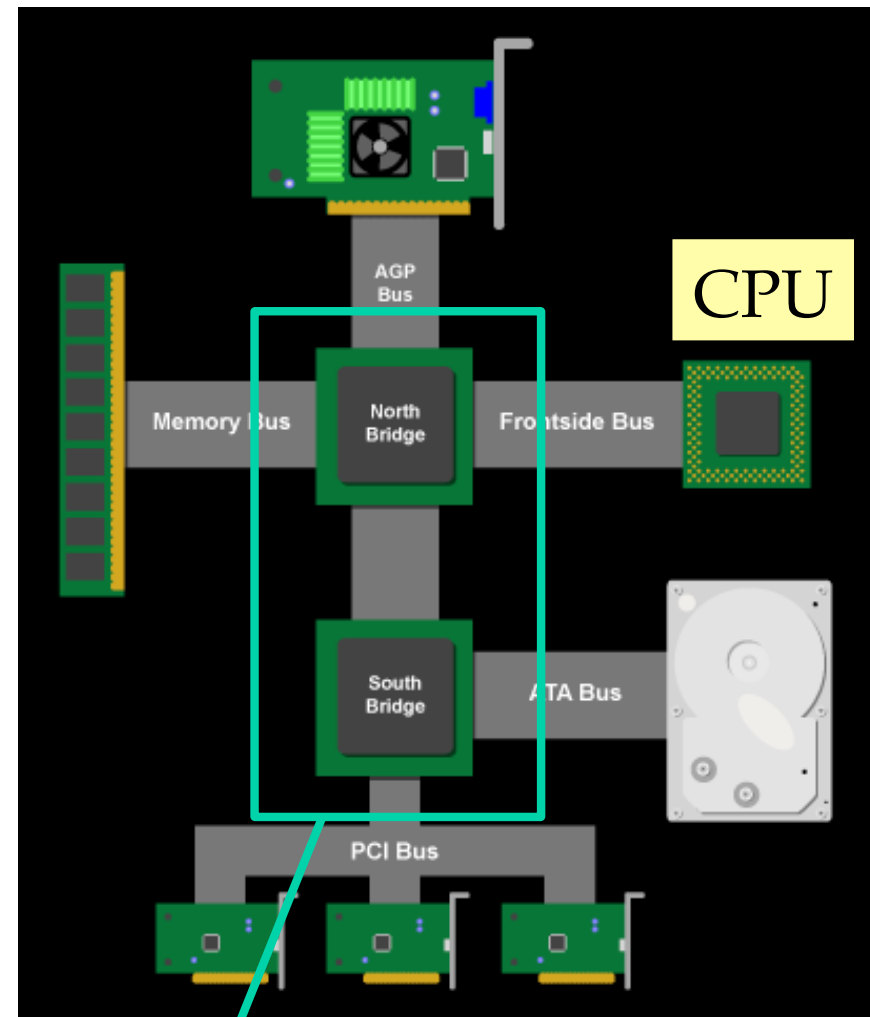 AGP
Bus
CPU
Memory Bus
North
Bridge
Frontside Bus
South
Bridge
ATA Bus
PCI Bus